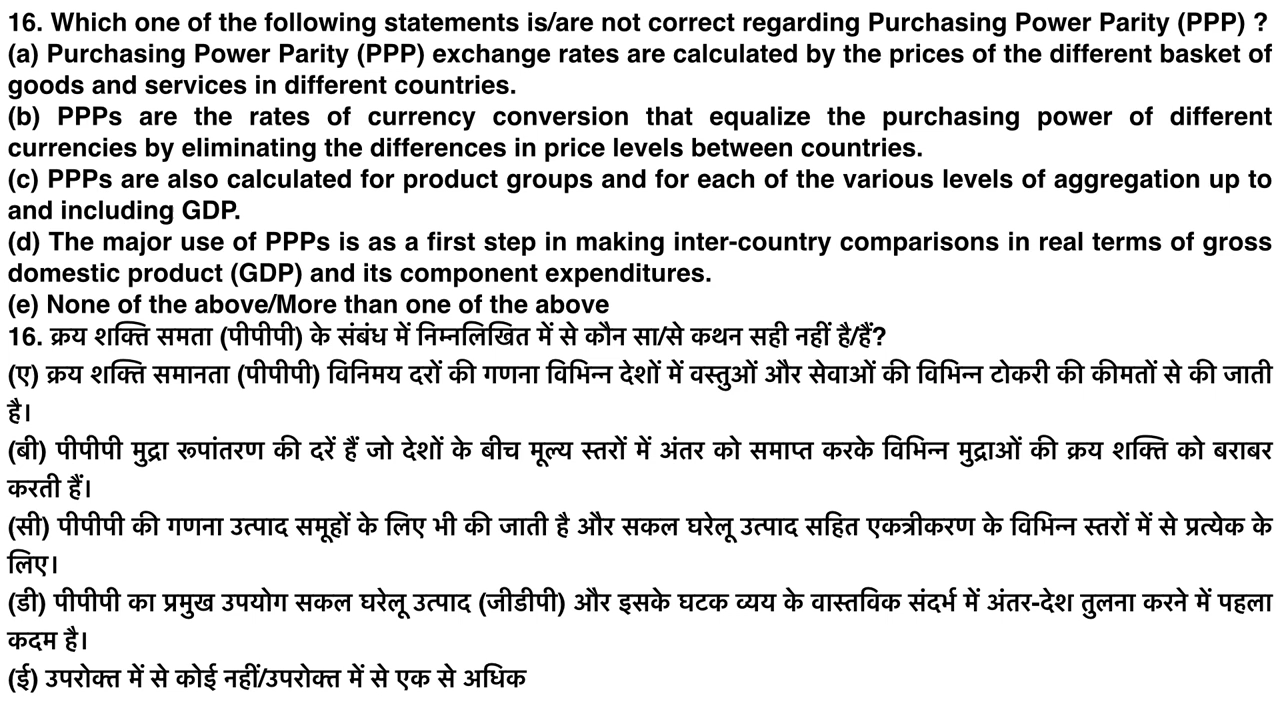 16. Which one of the following statements is/are not correct regarding Purchasing Power Parity (PPP) ?
(a) Purchasing Power Parity (PPP) exchange rates are calculated by the prices of the different basket of
goods and services in different countries.
(b) PPPs are the rates of currency conversion that equalize the purchasing power of different
currencies by eliminating the differences in price levels between countries.
(c) PPPs are also calculated for product groups and for each of the various levels of aggregation up to
and including GDP.
(d) The major use of PPPs is as a first step in making inter-country comparisons in real terms of gross
domestic product (GDP) and its component expenditures.
(e) None of the above/More than one of the above
16. क्रय शक्ति समता (पीपीपी) के संबंध में निम्नलिखित में से कौन सा/से कथन सही नहीं है/हैं?
(ए) क्रय शक्ति समानता (पीपीपी) विनिमय दरों की गणना विभिन्न देशों में वस्तुओं और सेवाओं की विभिन्न टोकरी की कीमतों से की जाती
है।
(बी) पीपीपी मुद्रा रूपांतरण की दरें हैं जो देशों के बीच मूल्य स्तरों में अंतर को समाप्त करके विभिन्न मुद्राओं की क्रय शक्ति को बराबर
करती हैं।
(सी) पीपीपी की गणना उत्पाद समूहों के लिए भी की जाती है और सकल घरेलू उत्पाद सहित एकत्रीकरण के विभिन्न स्तरों में से प्रत्येक के
लिए।
(डी) पीपीपी का प्रमुख उपयोग सकल घरेलू उत्पाद (जीडीपी) और इसके घटक व्यय के वास्तविक संदर्भ में अंतर-देश तुलना करने में पहला
कदम है।
(ई) उपरोक्त में से कोई नहीं/उपरोक्त में से एक से अधिक